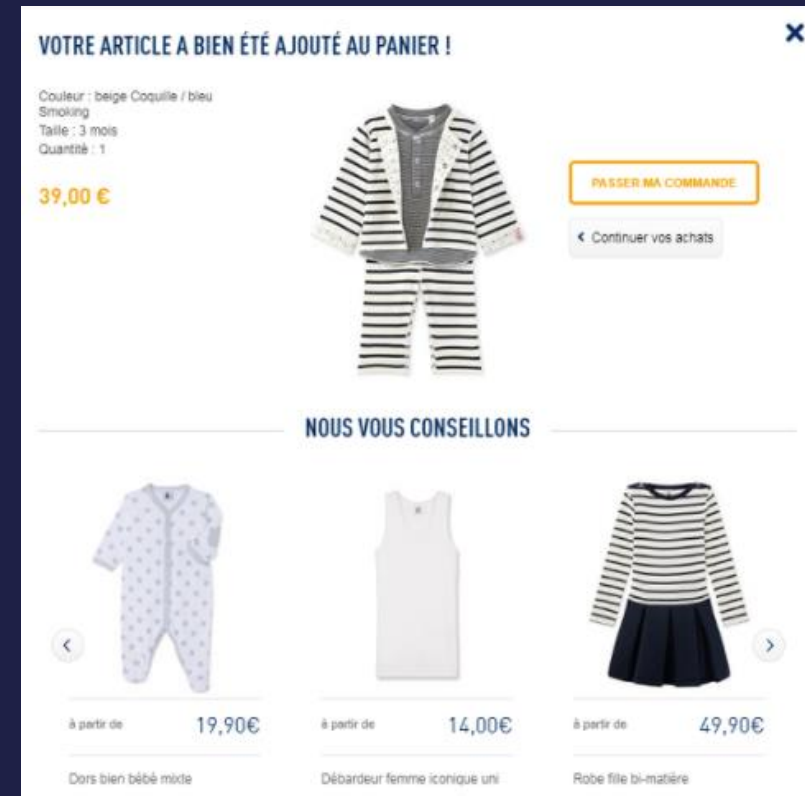 VOTRE ARTICLE A BIEN ÉTÉ AJOUTÉ AU PANIER !
Couleur : beige Coquille / bleu
Smoking
Taille : 3 mois
Quantité : 1
39,00 €
PASSER MA COMMANDE
Continuer vos achats
NOUS VOUS CONSEILLONS
à partir de 19,90€
à partir de 14,00€
à partir de 49,90€
Dors bien bébé mixte
Débardeur femme iconique uni
Robe fille bi-matière